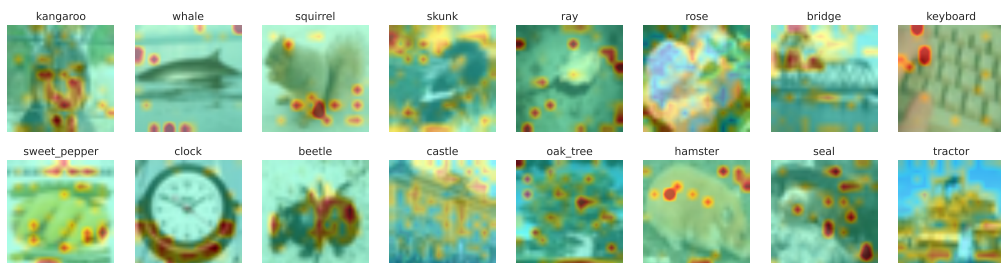 kangaroo whale squirrel skunk ray rose bridge keyboard
sweet_pepper clock beetle castle oak_tree hamster seal tractor